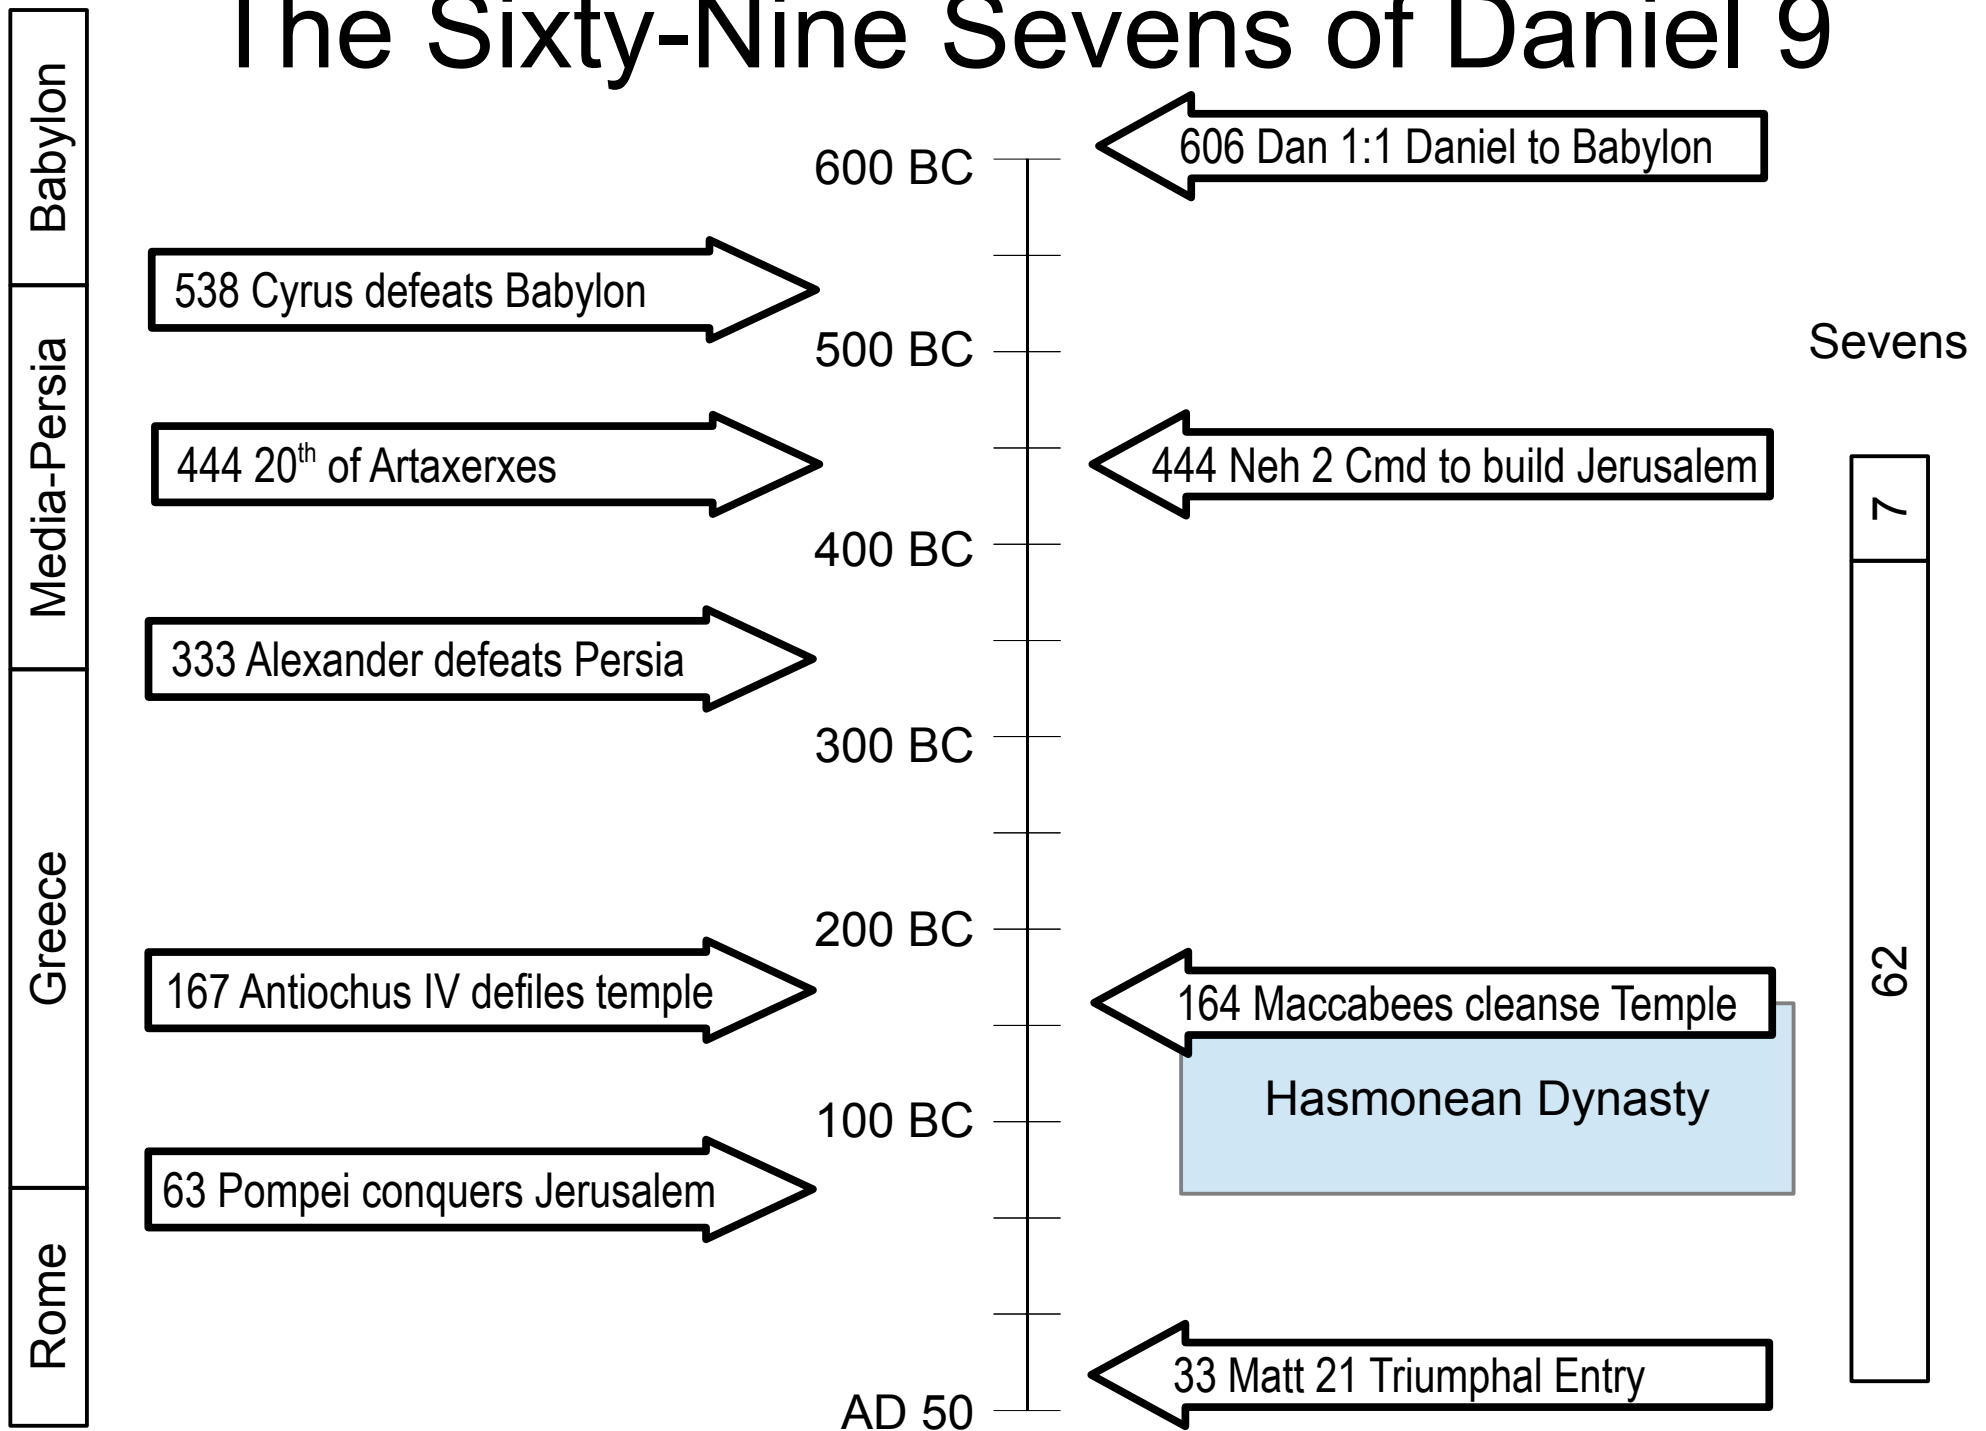 The Sixty-Nine Sevens of Daniel 9
Babylon
606 Dan 1:1 Daniel to Babylon
600 BC
538 Cyrus defeats Babylon
500 BC
Sevens
Media-Persia
444 20th of Artaxerxes
444 Neh 2 Cmd to build Jerusalem
7
400 BC
333 Alexander defeats Persia
300 BC
Greece
200 BC
62
167 Antiochus IV defiles temple
164 Maccabees cleanse Temple
Hasmonean Dynasty
100 BC
63 Pompei conquers Jerusalem
Rome
33 Matt 21 Triumphal Entry
AD 50